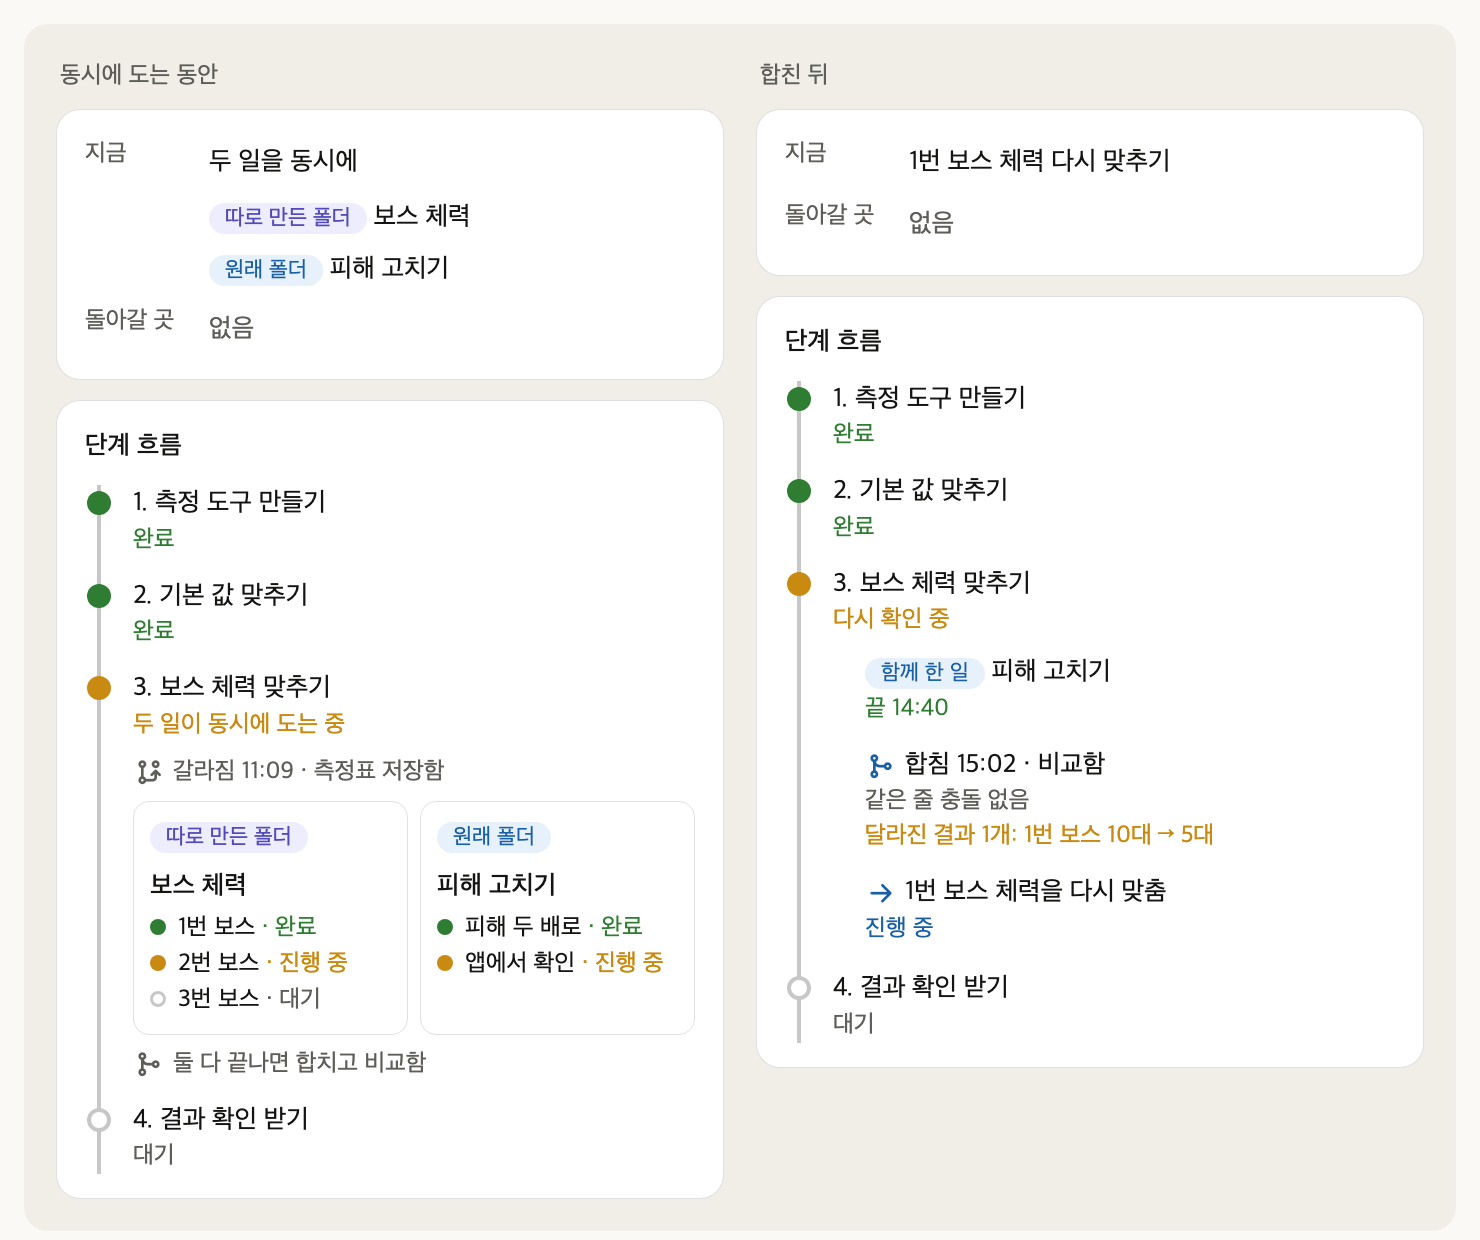 동시에 도는 동안
지금
두 일을 동시에
따로 만든 폴더 보스 체력
원래 폴더 피해 고치기
돌아갈 곳
없음
단계 흐름
1. 측정 도구 만들기
완료
2. 기본 값 맞추기
완료
3. 보스 체력 맞추기
두 일이 동시에 도는 중
갈라짐 11:09 · 측정표 저장함
따로 만든 폴더
보스 체력
1번 보스 · 완료
2번 보스 · 진행 중
3번 보스 · 대기
원래 폴더
피해 고치기
피해 두 배로 · 완료
앱에서 확인 · 진행 중
둘 다 끝나면 합치고 비교함
4. 결과 확인 받기
대기
합친 뒤
지금
1번 보스 체력 다시 맞추기
돌아갈 곳
없음
단계 흐름
1. 측정 도구 만들기
완료
2. 기본 값 맞추기
완료
3. 보스 체력 맞추기
다시 확인 중
함께 한 일 피해 고치기
끝 14:40
합침 15:02 · 비교함
같은 줄 충돌 없음
달라진 결과 1개: 1번 보스 10대 → 5대
→ 1번 보스 체력을 다시 맞춤
진행 중
4. 결과 확인 받기
대기